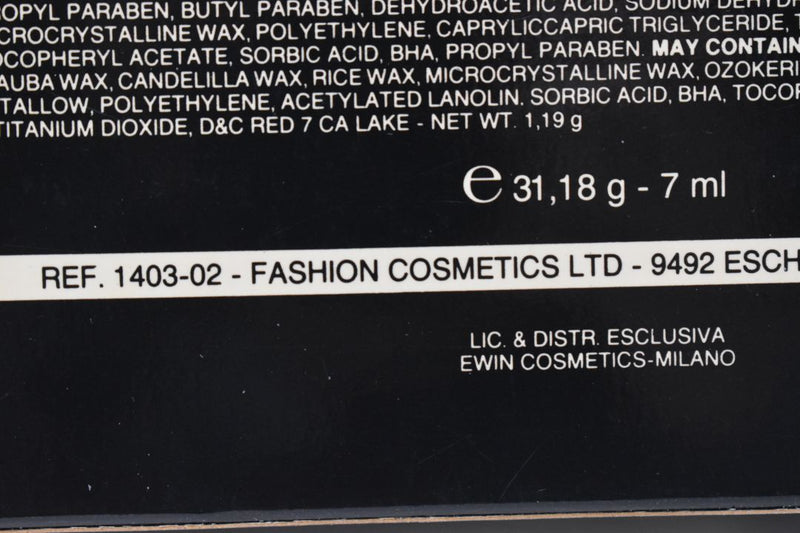 OPYL PARABEN, BUTYL PARABEN, DEHYDROACETIC ACID, SODIUM DEHYDR
CROCRYSTALLINE WAX, POLYETHYLENE, CAPRYLICCAPRIC TRIGLYCERIDE, T
OCOPHERYL ACETATE, SORBIC ACID, BHA, PROPYL PARABEN. MAY CONTAIN
AUBA WAX, CANDELILLA WAX, RICE WAX, MICROCRYSTALLINE WAX, OZOKERI
TALLOW, POLYETHYLENE, ACETYLATED LANOLIN. SORBIC ACID, BHA, TOCOP
TITANIUM DIOXIDE, D&C RED 7 CA LAKE - NET WT. 1,19 g
e 31,18 g - 7 ml
REF. 1403-02 - FASHION COSMETICS LTD - 9492 ESCH
LIC. & DISTR. ESCLUSIVA
EWIN COSMETICS-MILANO